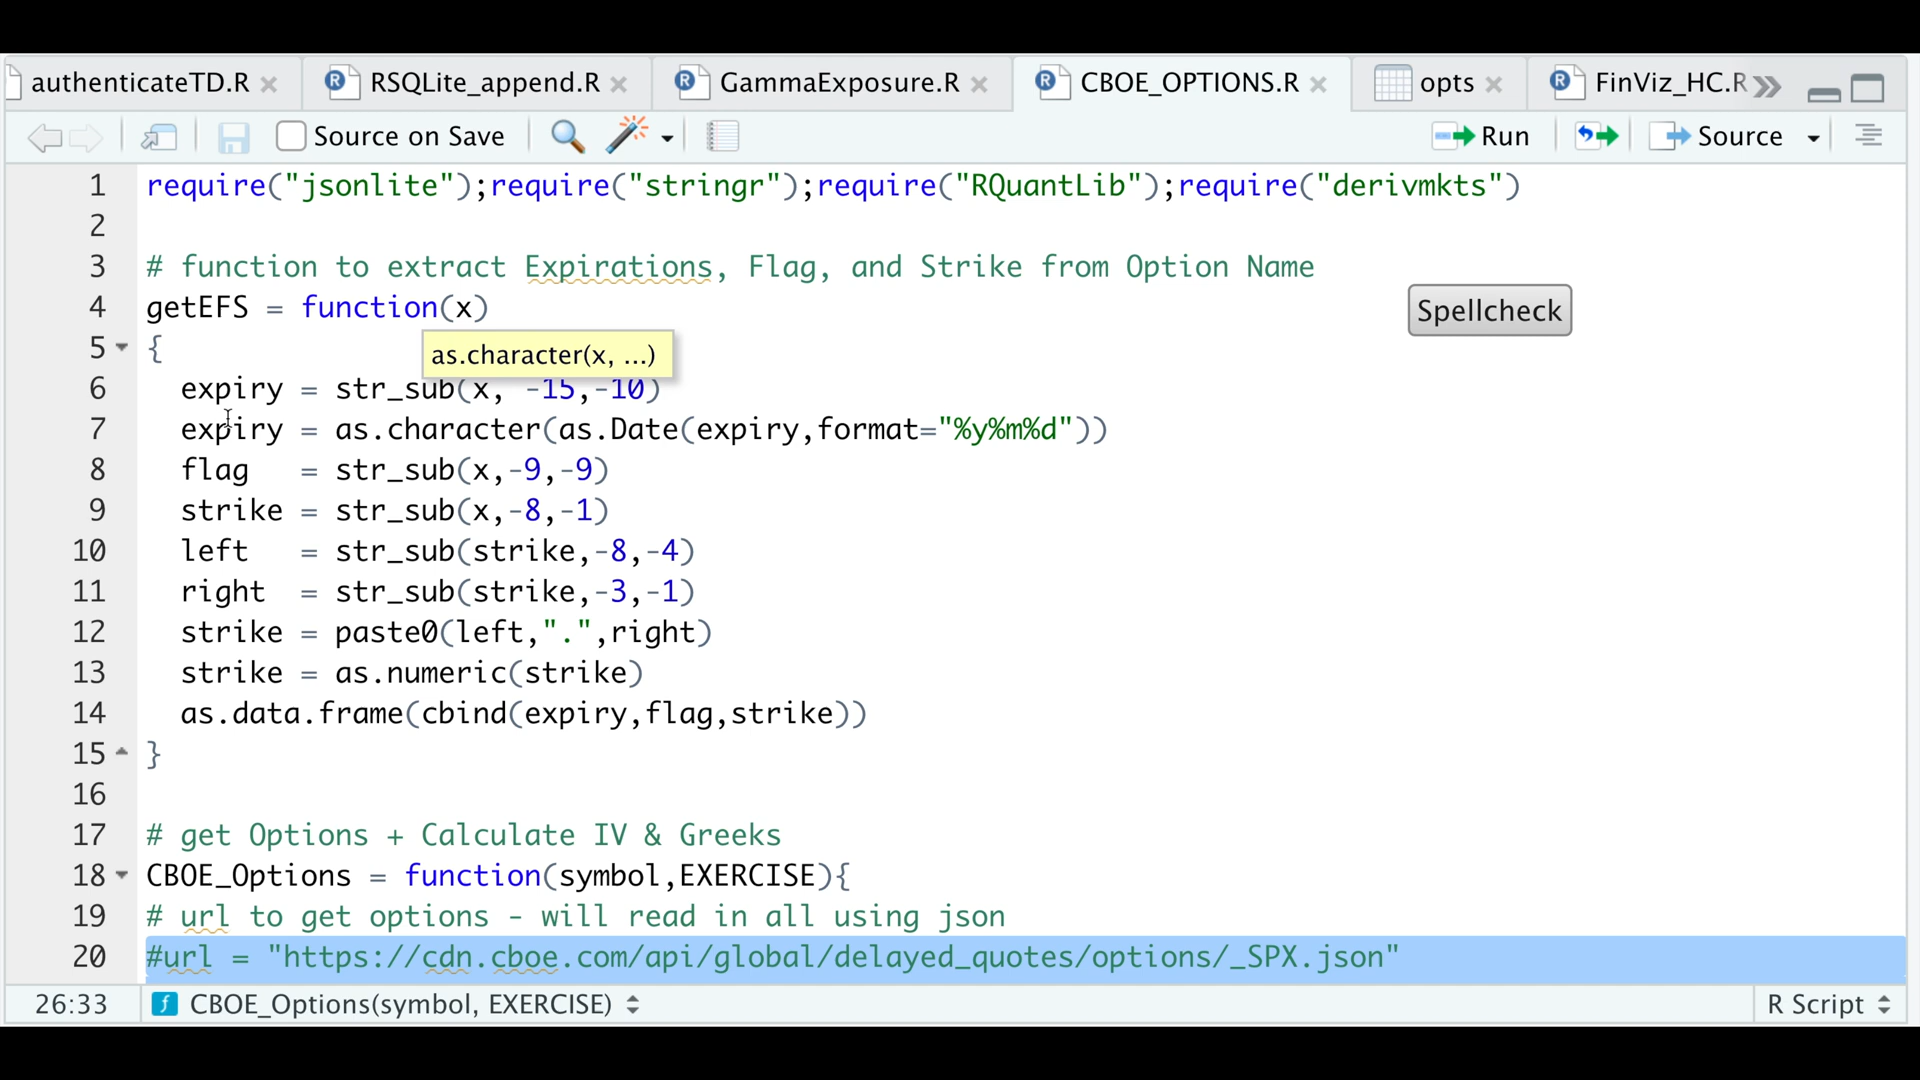 authenticateTD.R RSQLite_append.R GammaExposure.R CBOE_OPTIONS.R opts FinViz_HC.R
Source on Save Run Source
1 require("jsonlite");require("stringr");require("RQuantLib");require("derivmkts")
2
3 # function to extract Expirations, Flag, and Strike from Option Name
4 getEFS = function(x)
Spellcheck
5 {
as.character(x, ...)
6 expiry = str_sub(x, -15,-10)
7 expiry = as.character(as.Date(expiry,format="%y%m%d"))
8 flag   = str_sub(x,-9,-9)
9 strike = str_sub(x,-8,-1)
10 left   = str_sub(strike,-8,-4)
11 right  = str_sub(strike,-3,-1)
12 strike = paste0(left,".",right)
13 strike = as.numeric(strike)
14 as.data.frame(cbind(expiry,flag,strike))
15 }
16
17 # get Options + Calculate IV & Greeks
18 CBOE_Options = function(symbol,EXERCISE){
19 # url to get options - will read in all using json
20 #url = "https://cdn.cboe.com/api/global/delayed_quotes/options/_SPX.json"
26:33 CBOE_Options(symbol, EXERCISE) R Script